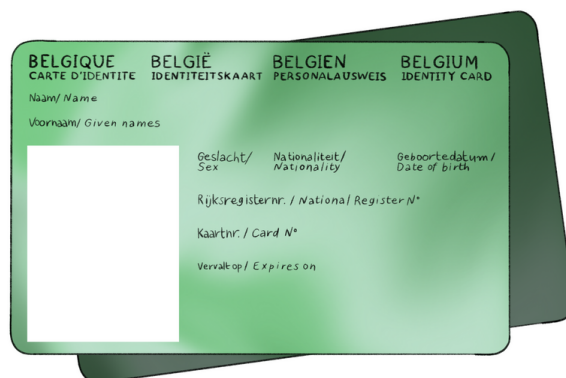 BELGIQUE BELGIË BELGIEN BELGIUM
CARTE D'IDENTITE IDENTITEITSKAART PERSONALAUSWEIS IDENTITY CARD
Naam/ Name
Voornaam/ Given names
Geslacht/ Nationaliteit/ Geboortedatum/
Sex Nationality Date of birth
Rijksregisternr. / National Register N°
Kaartnr. / Card N°
Vervalt op/ Expires on